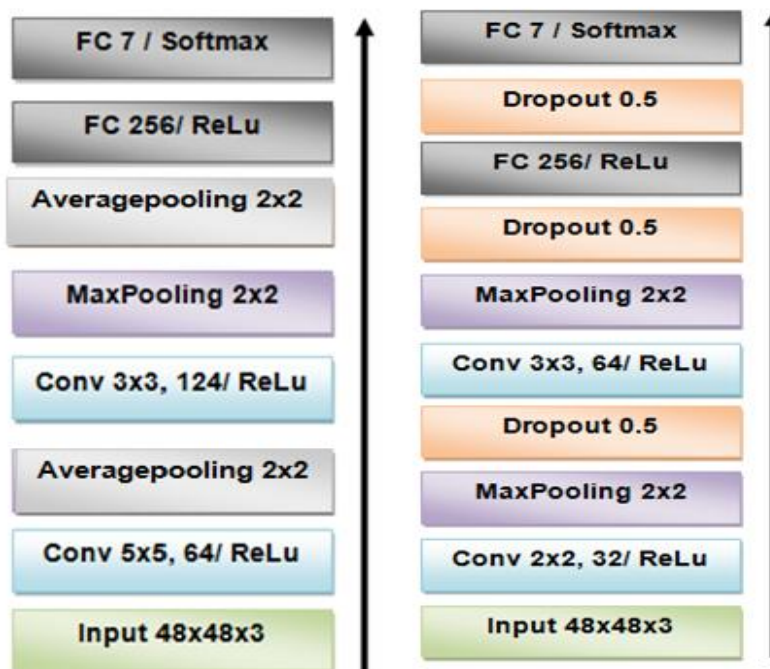 FC 7 / Softmax
FC 256/ ReLu
Averagepooling 2x2
MaxPooling 2x2
Conv 3x3, 124/ ReLu
Averagepooling 2x2
Conv 5x5, 64/ ReLu
Input 48x48x3
FC 7 / Softmax
Dropout 0.5
FC 256/ ReLu
Dropout 0.5
MaxPooling 2x2
Conv 3x3, 64/ ReLu
Dropout 0.5
MaxPooling 2x2
Conv 2x2, 32/ ReLu
Input 48x48x3